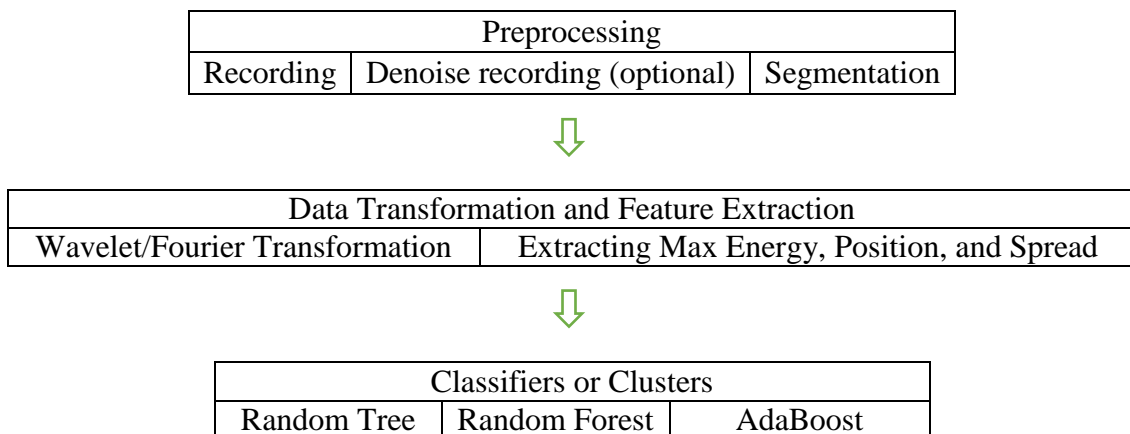 Preprocessing
Recording Denoise recording (optional) Segmentation
Data Transformation and Feature Extraction
Wavelet/Fourier Transformation Extracting Max Energy, Position, and Spread
Classifiers or Clusters
Random Tree Random Forest AdaBoost